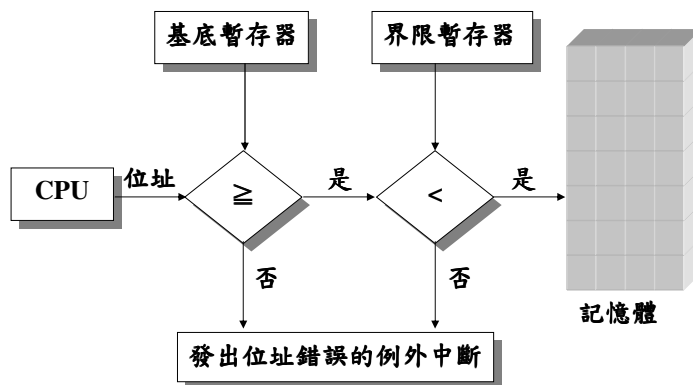 基底暫存器
界限暫存器
CPU
位址
≧
是
<
是
否
否
記憶體
發出位址錯誤的例外中斷